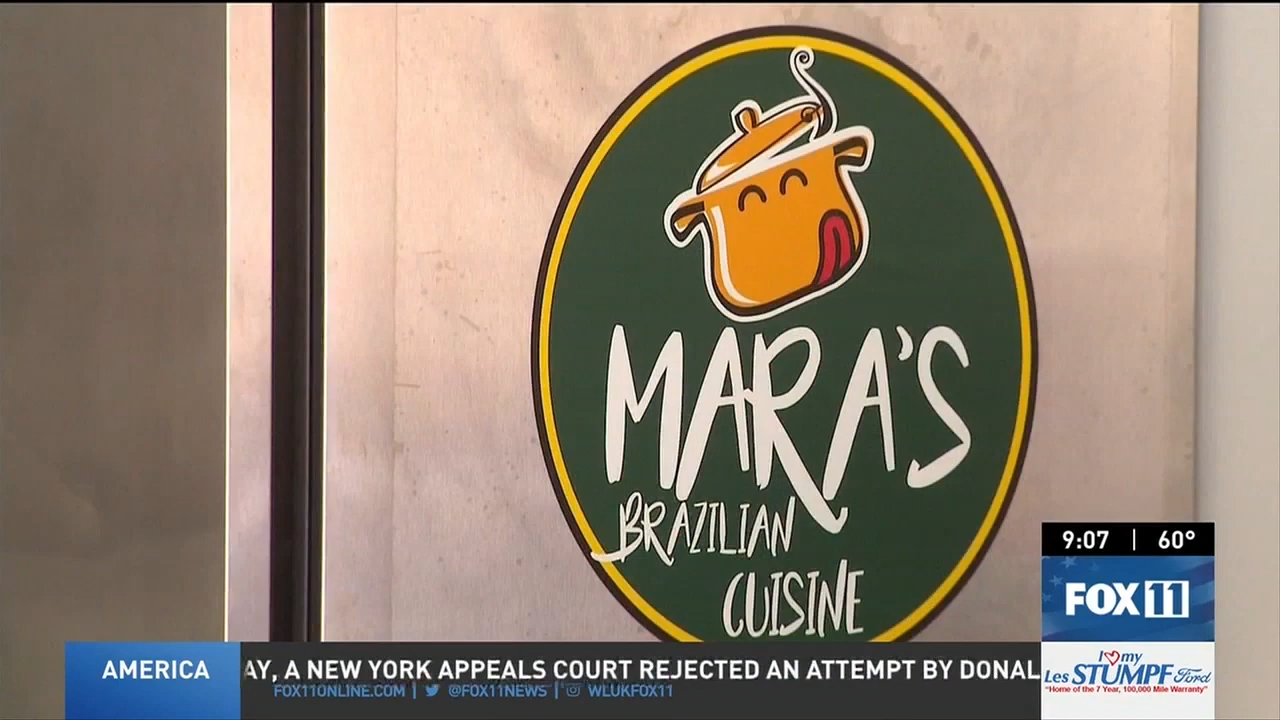 MARA'S
BRAZILIAN
CUISINE
9:07 | 60°
FOX 11
AMERICA
AY, A NEW YORK APPEALS COURT REJECTED AN ATTEMPT BY DONAL
FOX11ONLINE.COM | @FOX11NEWS | WLUKFOX11
I my
Les STUMPF Ford
"Home of the 7 Year, 100,000 Mile Warranty"